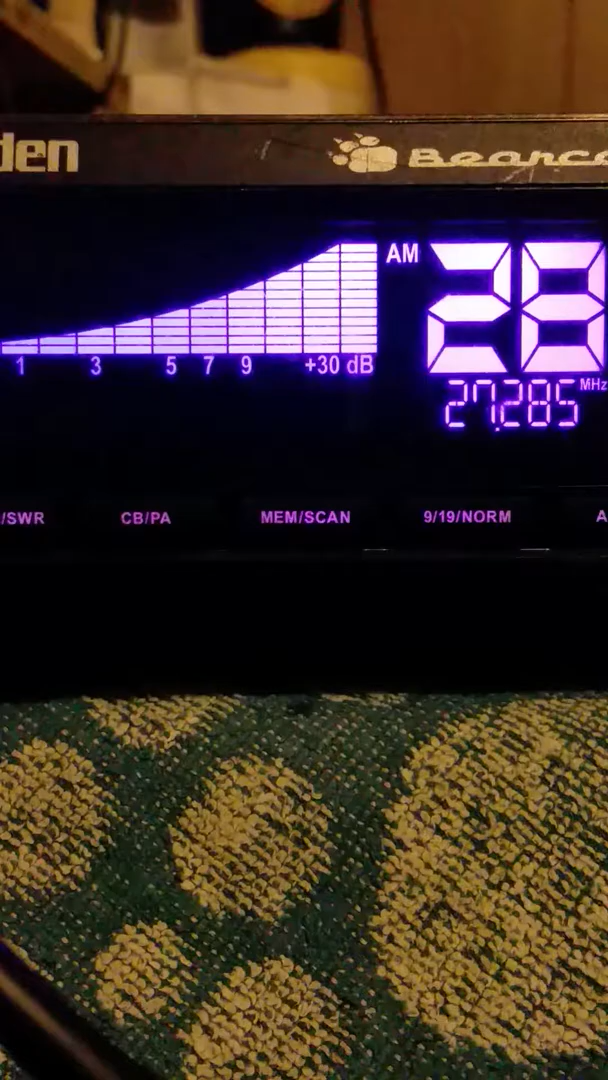 den Bearc
AM 28
1 3 5 7 9 +30 dB
27.285 MHz
/SWR CB/PA MEM/SCAN 9/19/NORM A